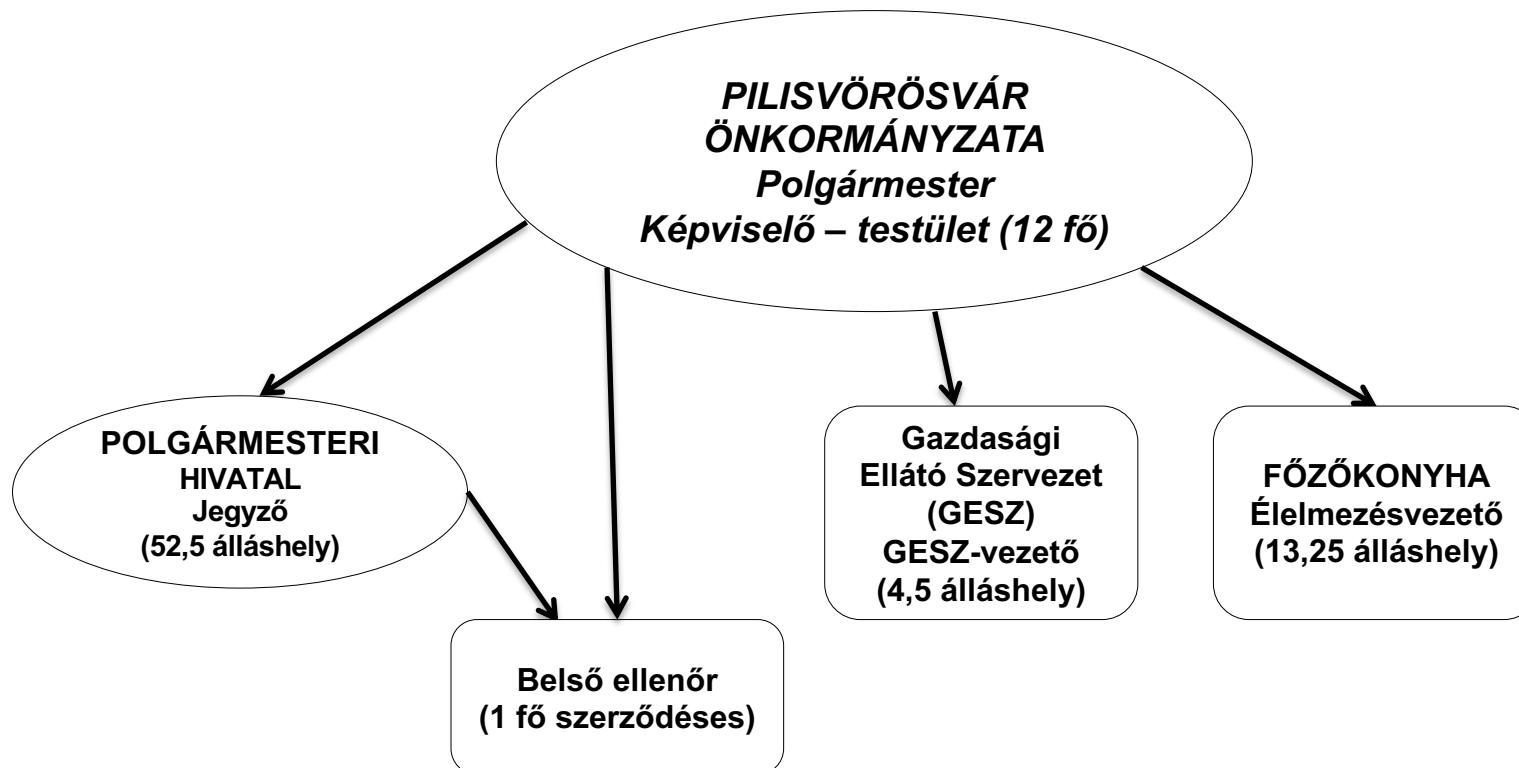 PILISVÖRÖSVÁR
ÖNKORMÁNYZATA
Polgármester
Képviselő – testület (12 fő)
POLGÁRMESTERI
HIVATAL
Jegyző
(52,5 álláshely)
Gazdasági
Ellátó Szervezet
(GESZ)
GESZ-vezető
(4,5 álláshely)
FŐZŐKONYHA
Élelmezésvezető
(13,25 álláshely)
Belső ellenőr
(1 fő szerződéses)